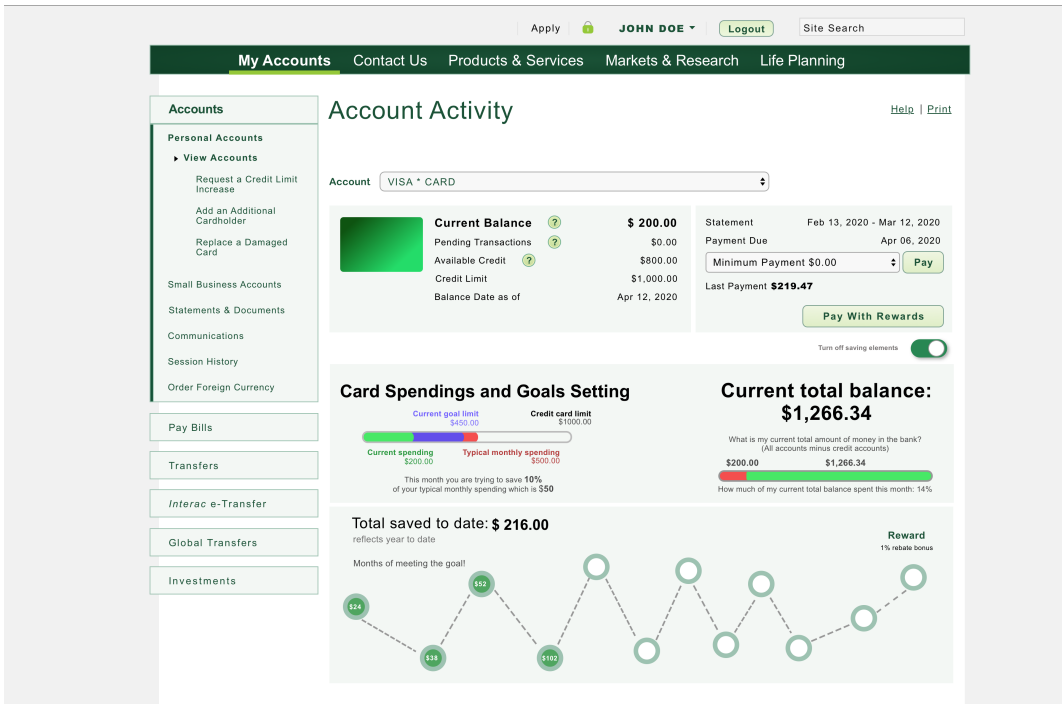 Apply
JOHN DOE
Logout
Site Search
My Accounts Contact Us Products & Services Markets & Research Life Planning
Accounts
Personal Accounts
View Accounts
Request a Credit Limit
Increase
Add an Additional
Cardholder
Replace a Damaged
Card
Small Business Accounts
Statements & Documents
Communications
Session History
Order Foreign Currency
Pay Bills
Transfers
Interac e-Transfer
Global Transfers
Investments
Account Activity
Help | Print
Account VISA * CARD
Current Balance ? $ 200.00
Pending Transactions ? $0.00
Available Credit ? $800.00
Credit Limit $1,000.00
Balance Date as of Apr 12, 2020
Statement Feb 13, 2020 - Mar 12, 2020
Payment Due Apr 06, 2020
Minimum Payment $0.00 Pay
Last Payment $219.47
Pay With Rewards
Turn off saving elements
Card Spendings and Goals Setting
Current goal limit
$450.00
Credit card limit
$1000.00
Current spending
$200.00
Typical monthly spending
$500.00
This month you are trying to save 10%
of your typical monthly spending which is $50
Current total balance:
$1,266.34
What is my current total amount of money in the bank?
(All accounts minus credit accounts)
$200.00 $1,266.34
How much of my current total balance spent this month: 14%
Total saved to date: $ 216.00
reflects year to date
Months of meeting the goal!
Reward
1% rebate bonus
$24
$38
$52
$102